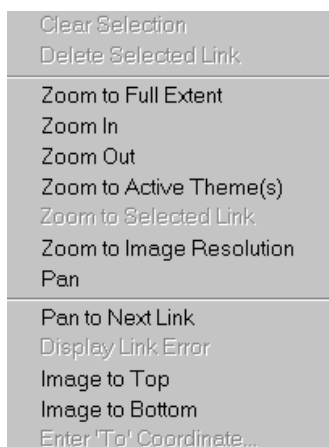 Clear Selection
Delete Selected Link
Zoom to Full Extent
Zoom In
Zoom Out
Zoom to Active Theme(s)
Zoom to Selected Link
Zoom to Image Resolution
Pan
Pan to Next Link
Display Link Error
Image to Top
Image to Bottom
Enter 'To' Coordinate...